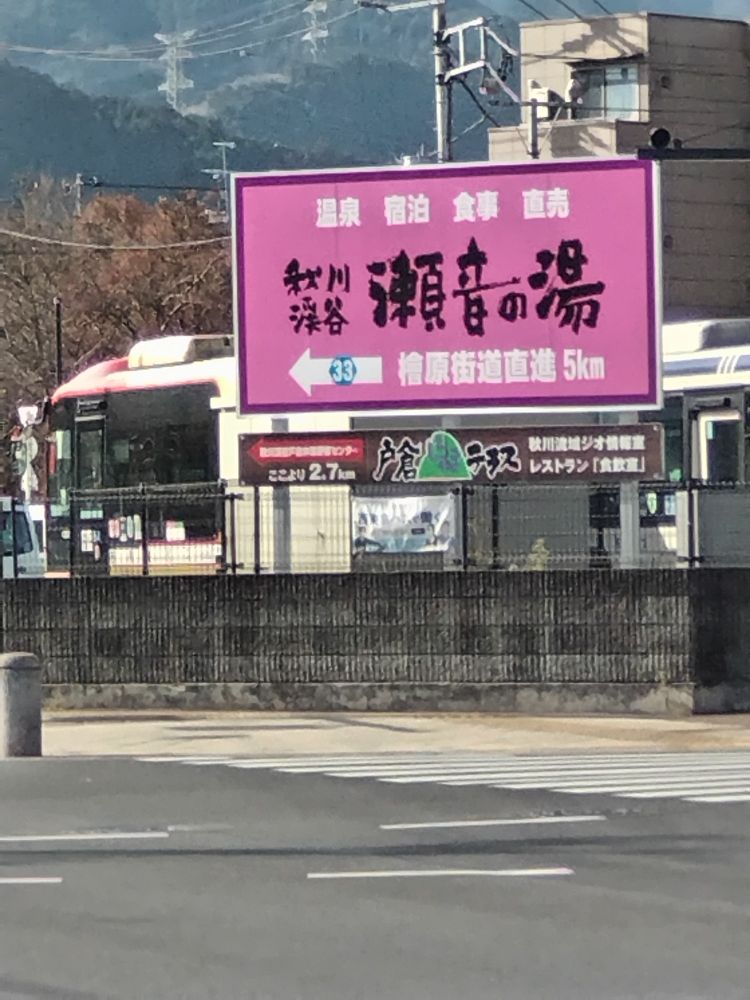 温泉 宿泊 食事 直売
秋川
渓谷
瀬音の湯
33
檜原街道直進 5km
ここより 2.7km
戸倉
テラス
秋川流域ジオ情報室
レストラン「食飲室」